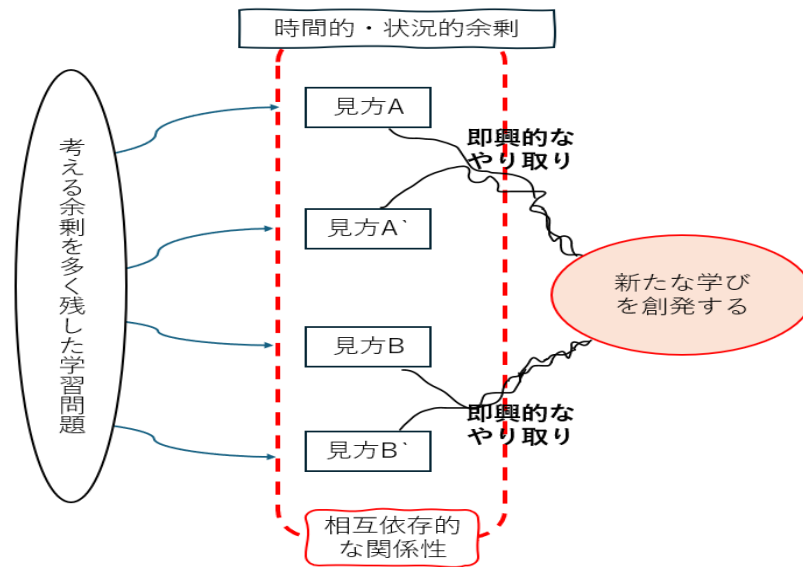 時間的・状況的余剰
考える余剰を多く残した学習問題
見方A
即興的な
やり取り
見方A`
新たな学び
を創発する
見方B
即興的な
やり取り
見方B`
相互依存的
な関係性